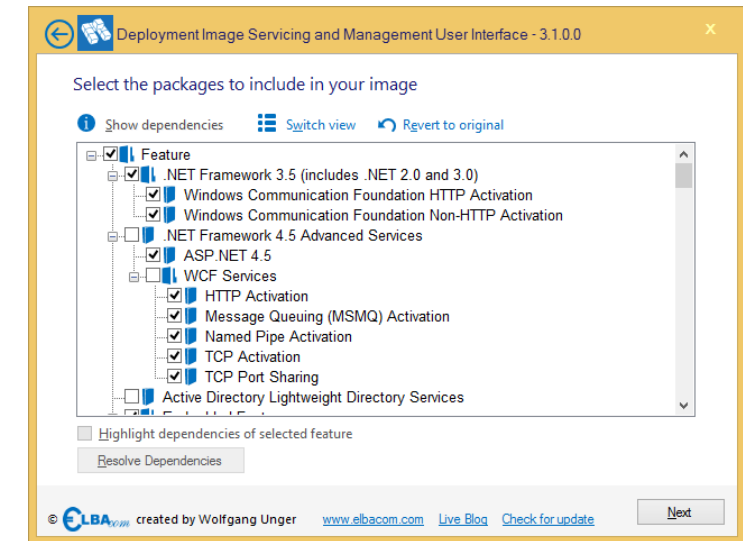 Deployment Image Servicing and Management User Interface - 3.1.0.0 x
Select the packages to include in your image
Show dependencies Switch view Revert to original
Feature
.NET Framework 3.5 (includes .NET 2.0 and 3.0)
Windows Communication Foundation HTTP Activation
Windows Communication Foundation Non-HTTP Activation
.NET Framework 4.5 Advanced Services
ASP.NET 4.5
WCF Services
HTTP Activation
Message Queuing (MSMQ) Activation
Named Pipe Activation
TCP Activation
TCP Port Sharing
Active Directory Lightweight Directory Services
Highlight dependencies of selected feature
Resolve Dependencies
© ELBAcom created by Wolfgang Unger www.elbacom.com Live Blog Check for update Next